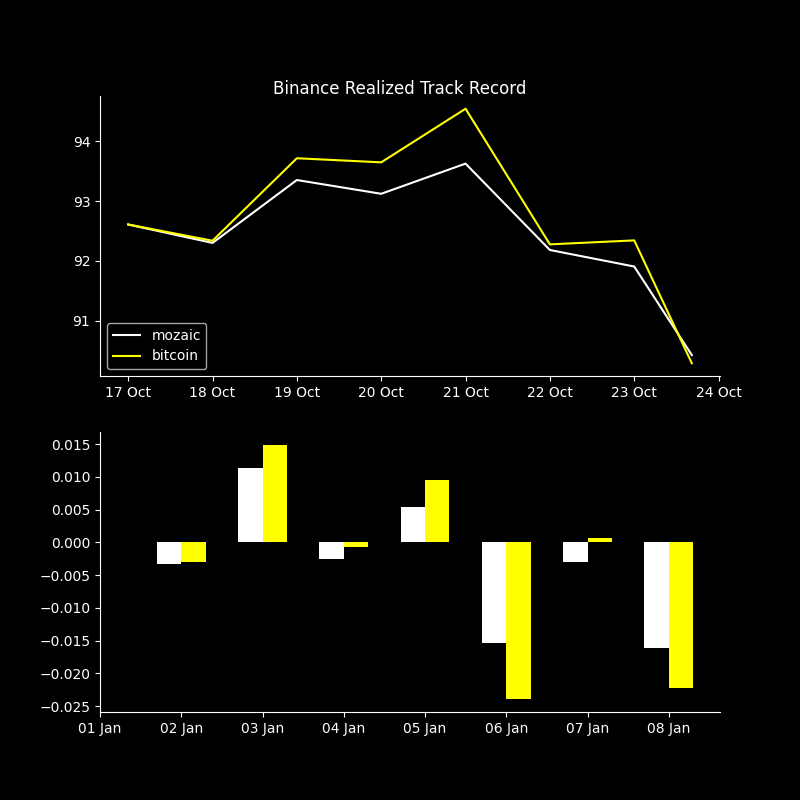 Binance Realized Track Record
94
93
92
91
mozaic
bitcoin
17 Oct 18 Oct 19 Oct 20 Oct 21 Oct 22 Oct 23 Oct 24 Oct
0.015
0.010
0.005
0.000
−0.005
−0.010
−0.015
−0.020
−0.025
01 Jan 02 Jan 03 Jan 04 Jan 05 Jan 06 Jan 07 Jan 08 Jan